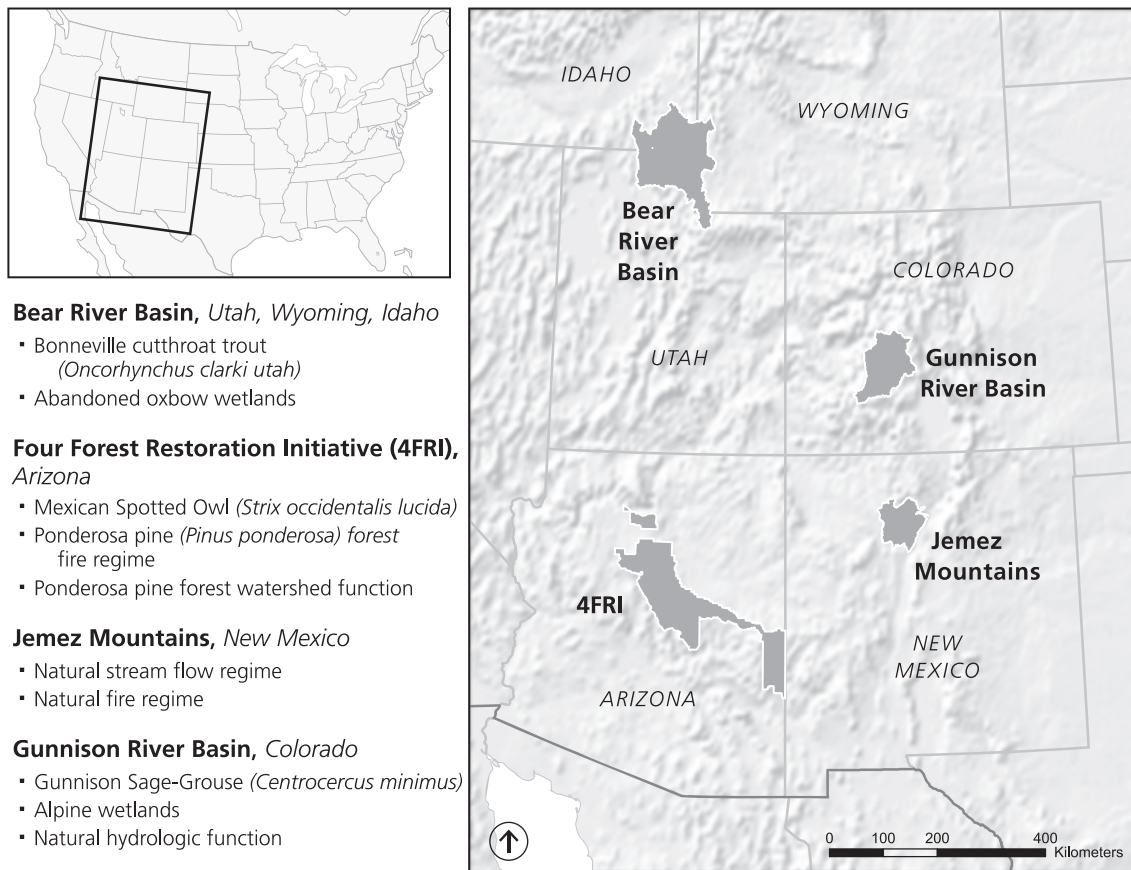 Bear River Basin, Utah, Wyoming, Idaho
▪ Bonneville cutthroat trout
(Oncorhynchus clarki utah)
▪ Abandoned oxbow wetlands
Four Forest Restoration Initiative (4FRI),
Arizona
▪ Mexican Spotted Owl (Strix occidentalis lucida)
▪ Ponderosa pine (Pinus ponderosa) forest
fire regime
▪ Ponderosa pine forest watershed function
Jemez Mountains, New Mexico
▪ Natural stream flow regime
▪ Natural fire regime
Gunnison River Basin, Colorado
▪ Gunnison Sage-Grouse (Centrocercus minimus)
▪ Alpine wetlands
▪ Natural hydrologic function
IDAHO
WYOMING
Bear
River
Basin
COLORADO
UTAH
Gunnison
River Basin
Jemez
Mountains
4FRI
NEW
MEXICO
ARIZONA
0 100 200 400
Kilometers